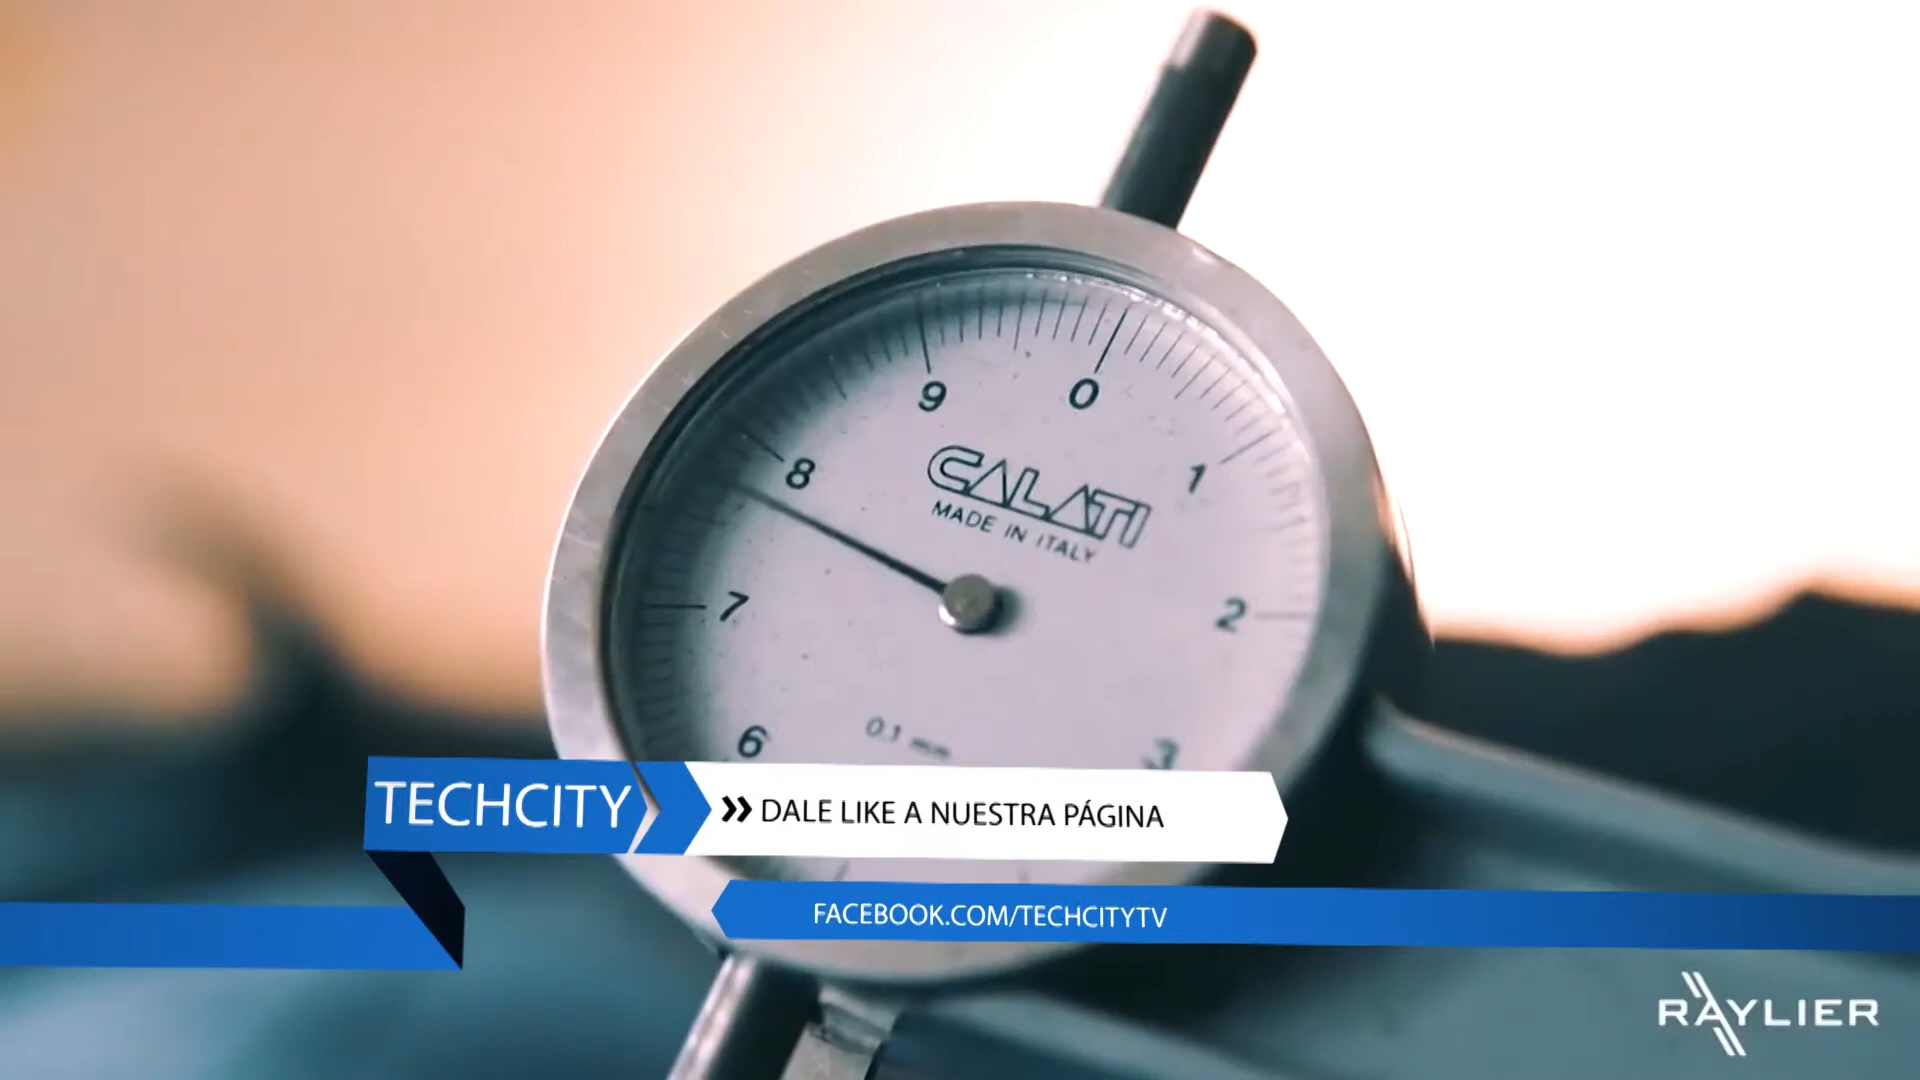 9
0
8
1
CALATI
MADE IN ITALY
7
2
6
0.1 mm
3
TECHCITY
DALE LIKE A NUESTRA PÁGINA
FACEBOOK.COM/TECHCITYTV
RAYLIER